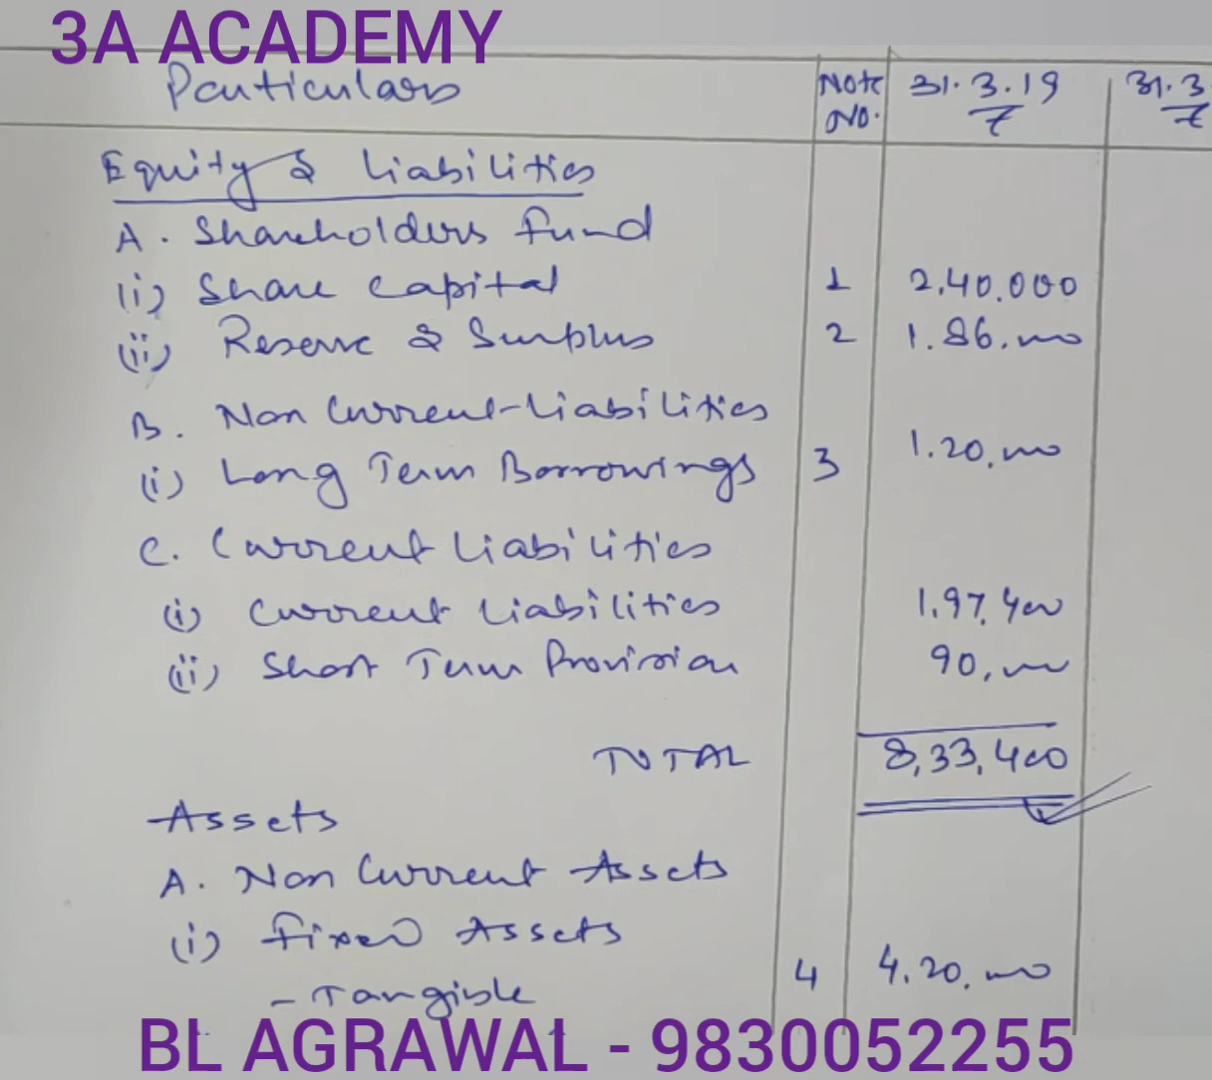 3A ACADEMY
Particulars Note No. 31.3.19 ₹ 31.3 ₹
Equity & Liabilities
A. Shareholders Fund
(i) Share Capital 1 2,40,000
(ii) Reserve & Surplus 2 1.86,000
B. Non Current Liabilities
(i) Long Term Borrowings 3 1.20,000
C. Current Liabilities
(i) Current Liabilities 1.97,400
(ii) Short Term Provision 90,000
TOTAL 8,33,400
Assets
A. Non Current Assets
(i) Fixed Assets
- Tangible 4 4.20,000
BL AGRAWAL - 9830052255